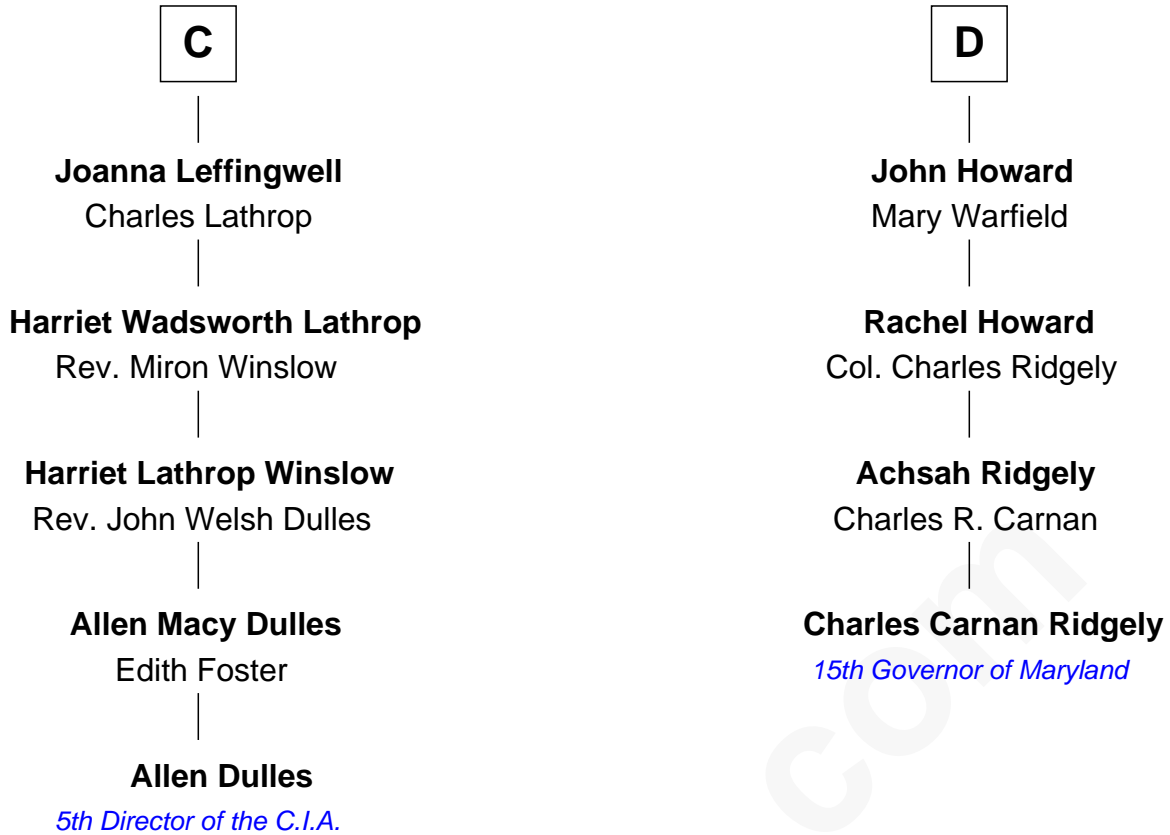 C
Joanna Leffingwell
Charles Lathrop
Harriet Wadsworth Lathrop
Rev. Miron Winslow
Harriet Lathrop Winslow
Rev. John Welsh Dulles
Allen Macy Dulles
Edith Foster
Allen Dulles
5th Director of the C.I.A.
D
John Howard
Mary Warfield
Rachel Howard
Col. Charles Ridgely
Achsah Ridgely
Charles R. Carnan
Charles Carnan Ridgely
15th Governor of Maryland
com